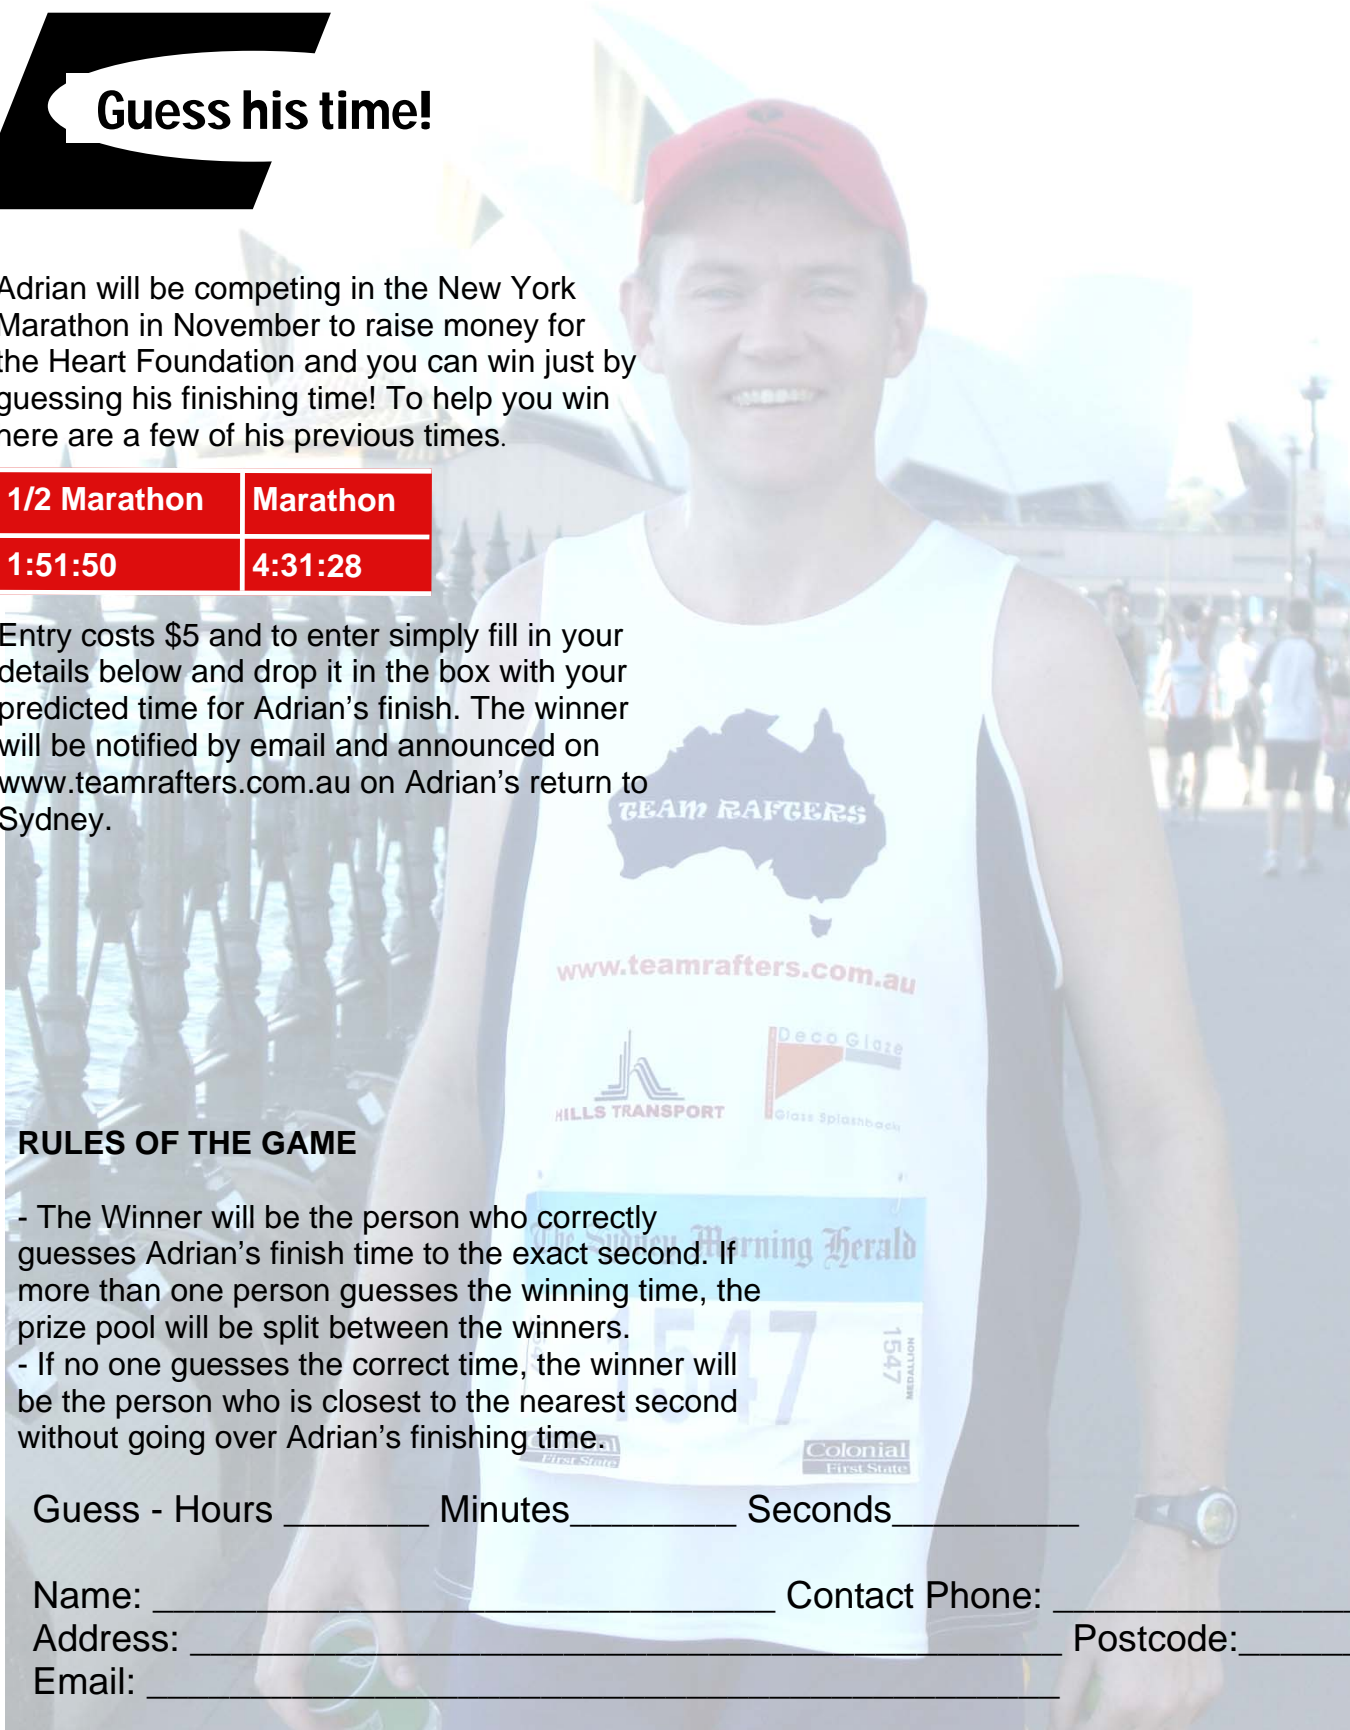 Guess his time!
Adrian will be competing in the New York
Marathon in November to raise money for
the Heart Foundation and you can win just by
guessing his finishing time! To help you win
here are a few of his previous times.
1/2 Marathon Marathon
1:51:50 4:31:28
Entry costs $5 and to enter simply fill in your
details below and drop it in the box with your
predicted time for Adrian's finish. The winner
will be notified by email and announced on
www.teamrafters.com.au on Adrian's return to
Sydney.
TEAM RAFTERS
www.teamrafters.com.au
Deco Glaze
HILLS TRANSPORT
Glass Splashbacks
RULES OF THE GAME
- The Winner will be the person who correctly
guesses Adrian's finish time to the exact second. If
more than one person guesses the winning time, the
prize pool will be split between the winners.
- If no one guesses the correct time, the winner will
be the person who is closest to the nearest second
without going over Adrian's finishing time.
The Sydney Morning Herald
1547
1547
MEDALLION
Colonial
First State
Colonial
First State
Guess - Hours _______ Minutes________ Seconds_________
Name: ______________________________ Contact Phone: _______________
Address: __________________________________________ Postcode:______
Email: ____________________________________________